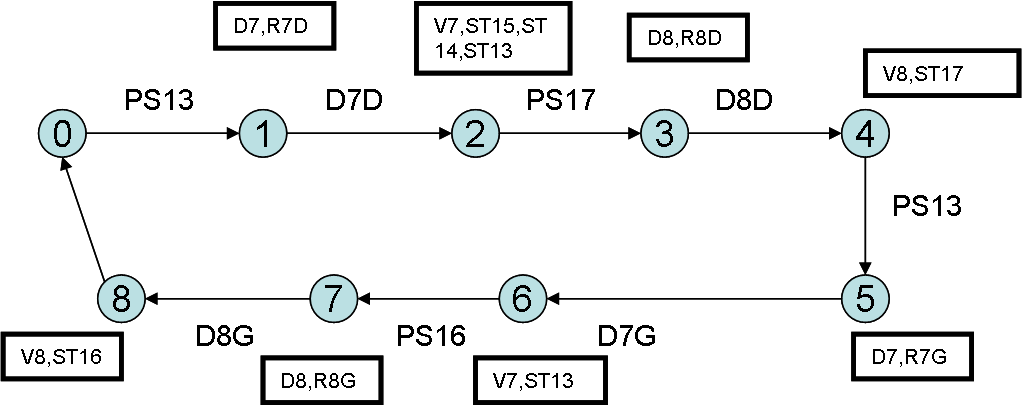 D7,R7D
V7,ST15,ST
14,ST13
D8,R8D
V8,ST17
PS13
D7D
PS17
D8D
0
1
2
3
4
PS13
8
7
6
5
D8G
PS16
D7G
V8,ST16
D8,R8G
V7,ST13
D7,R7G